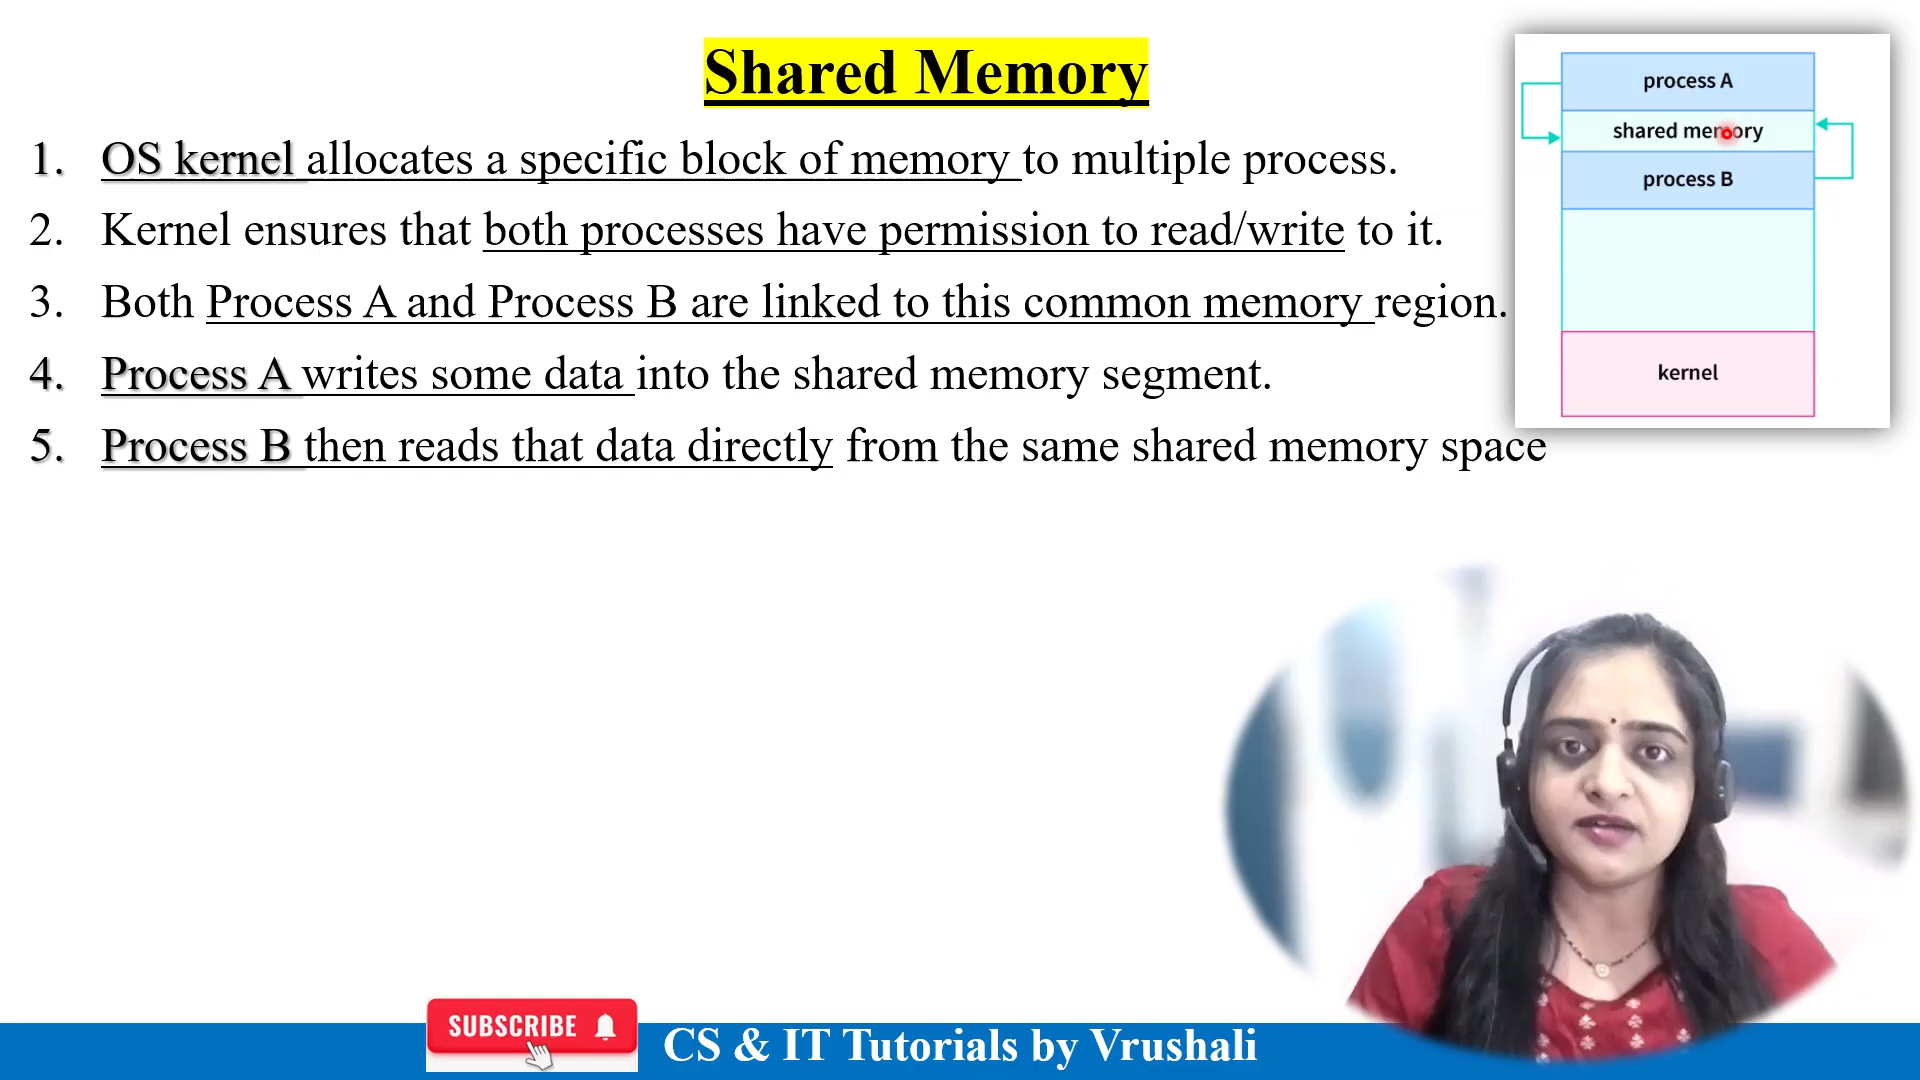 Shared Memory
1. OS kernel allocates a specific block of memory to multiple process.
2. Kernel ensures that both processes have permission to read/write to it.
3. Both Process A and Process B are linked to this common memory region.
4. Process A writes some data into the shared memory segment.
5. Process B then reads that data directly from the same shared memory space
process A
shared memory
process B
kernel
SUBSCRIBE
CS & IT Tutorials by Vrushali